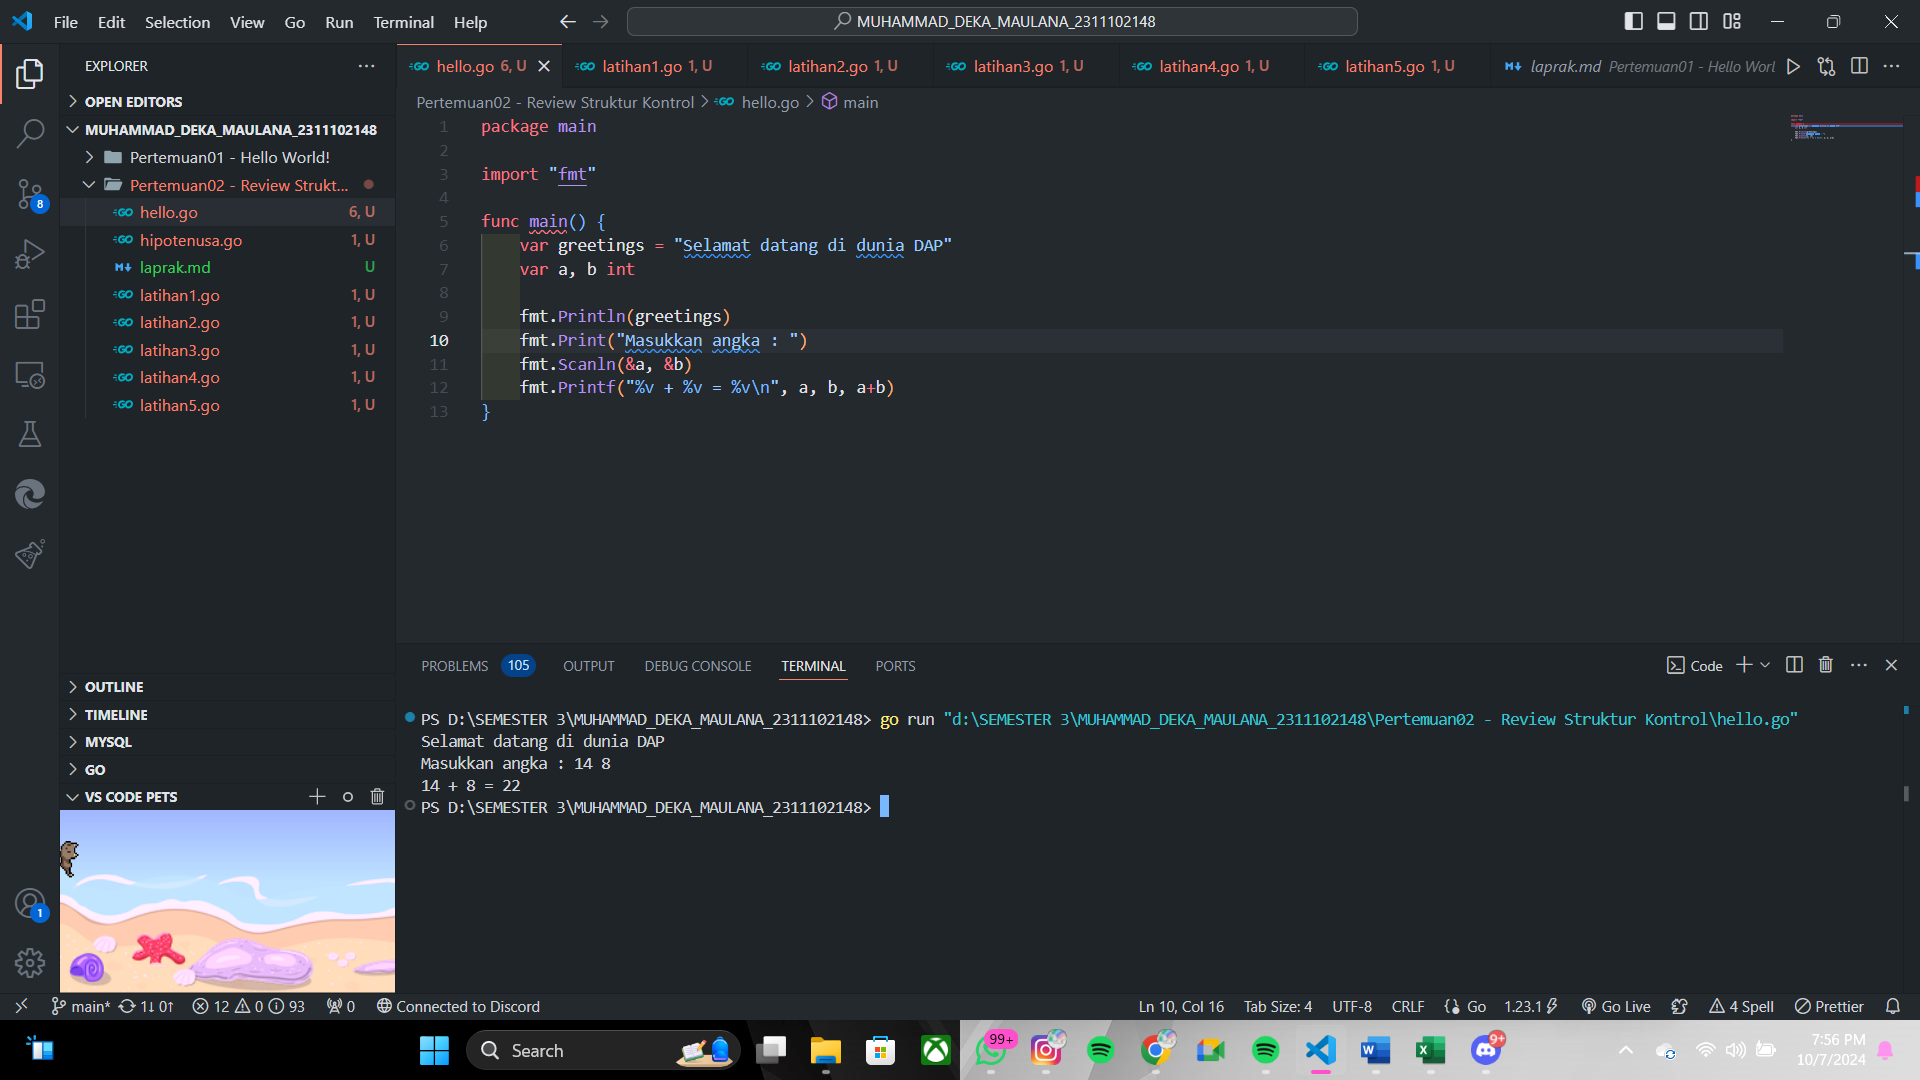 File Edit Selection View Go Run Terminal Help
MUHAMMAD_DEKA_MAULANA_2311102148
EXPLORER
OPEN EDITORS
MUHAMMAD_DEKA_MAULANA_2311102148
Pertemuan01 - Hello World!
Pertemuan02 - Review Strukt...
hello.go 6, U
hipotenusa.go 1, U
laprak.md U
latihan1.go 1, U
latihan2.go 1, U
latihan3.go 1, U
latihan4.go 1, U
latihan5.go 1, U
8
OUTLINE
TIMELINE
MYSQL
GO
VS CODE PETS
1
hello.go 6, U latihan1.go 1, U latihan2.go 1, U latihan3.go 1, U latihan4.go 1, U latihan5.go 1, U laprak.md Pertemuan01 - Hello Worl
Pertemuan02 - Review Struktur Kontrol > hello.go > main
1 package main
2
3 import "fmt"
4
5 func main() {
6 var greetings = "Selamat datang di dunia DAP"
7 var a, b int
8
9 fmt.Println(greetings)
10 fmt.Print("Masukkan angka : ")
11 fmt.Scanln(&a, &b)
12 fmt.Printf("%v + %v = %v\n", a, b, a+b)
13 }
PROBLEMS 105 OUTPUT DEBUG CONSOLE TERMINAL PORTS
Code
PS D:\SEMESTER 3\MUHAMMAD_DEKA_MAULANA_2311102148> go run "d:\SEMESTER 3\MUHAMMAD_DEKA_MAULANA_2311102148\Pertemuan02 - Review Struktur Kontrol\hello.go"
Selamat datang di dunia DAP
Masukkan angka : 14 8
14 + 8 = 22
PS D:\SEMESTER 3\MUHAMMAD_DEKA_MAULANA_2311102148>
main* 1↓ 0↑ 12 0 93 0 Connected to Discord
Ln 10, Col 16 Tab Size: 4 UTF-8 CRLF Go 1.23.1 Go Live 4 Spell Prettier
Search
99+
9+
7:56 PM
10/7/2024